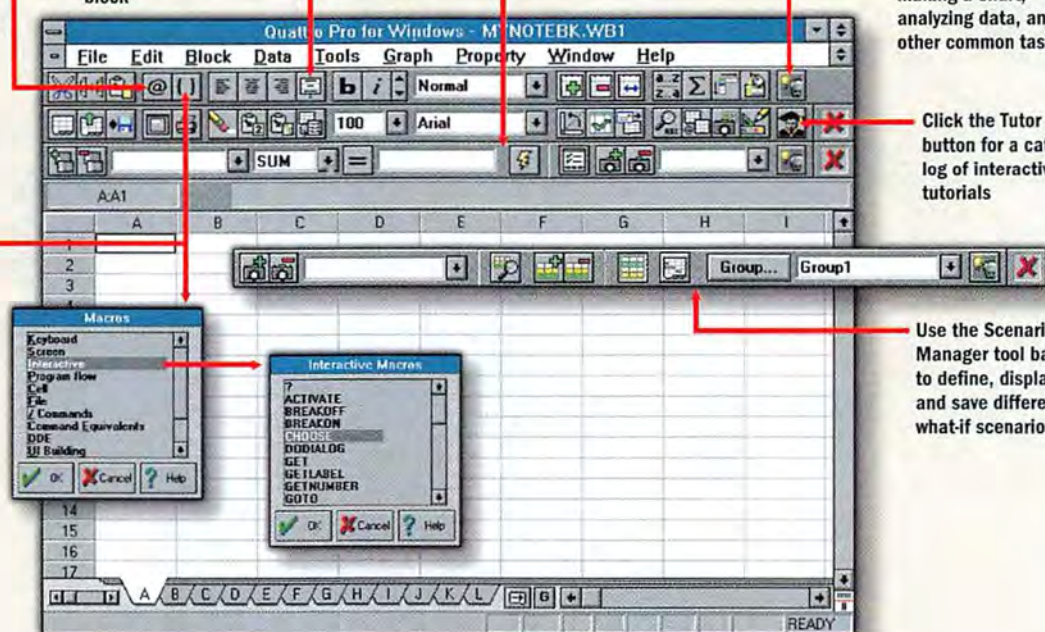 block
making a chart,
analyzing data, an
other common tas
Quattro Pro for Windows - MYNOTEBK.WB1
File Edit Block Data Tools Graph Property Window Help
@ { } b i Normal Σ
100 Arial
SUM =
A:A1
A B C D E F G H I
Click the Tutor
button for a cat
log of interactiv
tutorials
1
2
3
Group... Group1
Use the Scenari
Manager tool ba
to define, displa
and save differe
what-if scenario
Macros
Keyboard
Screen
Interactive
Program flow
Cell
File
/ Commands
Command Equivalents
DDE
UI Building
OK Cancel ? Help
Interactive Macros
?
ACTIVATE
BREAKOFF
BREAKON
CHOOSE
DODIALOG
GET
GETLABEL
GETNUMBER
GOTO
OK Cancel ? Help
14
15
16
17
A B C D E F G H I J K L G
READY